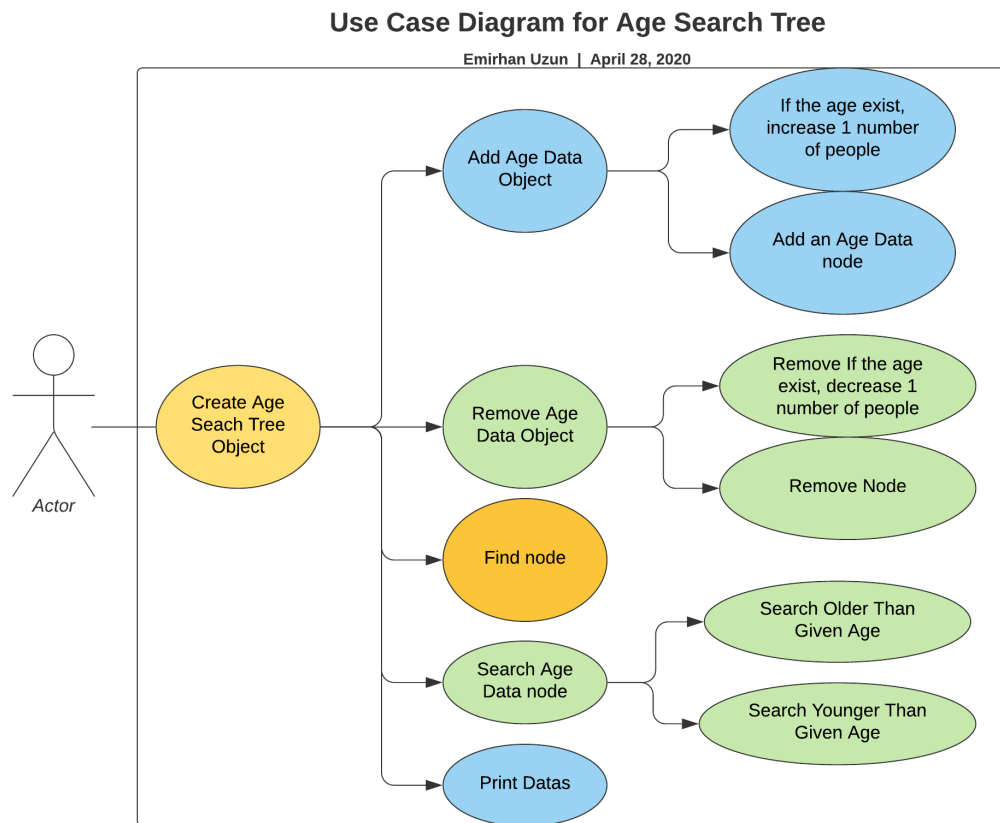 Use Case Diagram for Age Search Tree
Emirhan Uzun | April 28, 2020
If the age exist,
increase 1 number
of people
Add Age Data
Object
Add an Age Data
node
Remove If the age
exist, decrease 1
number of people
Create Age
Seach Tree
Object
Remove Age
Data Object
Remove Node
Actor
Find node
Search Older Than
Given Age
Search Age
Data node
Search Younger Than
Given Age
Print Datas